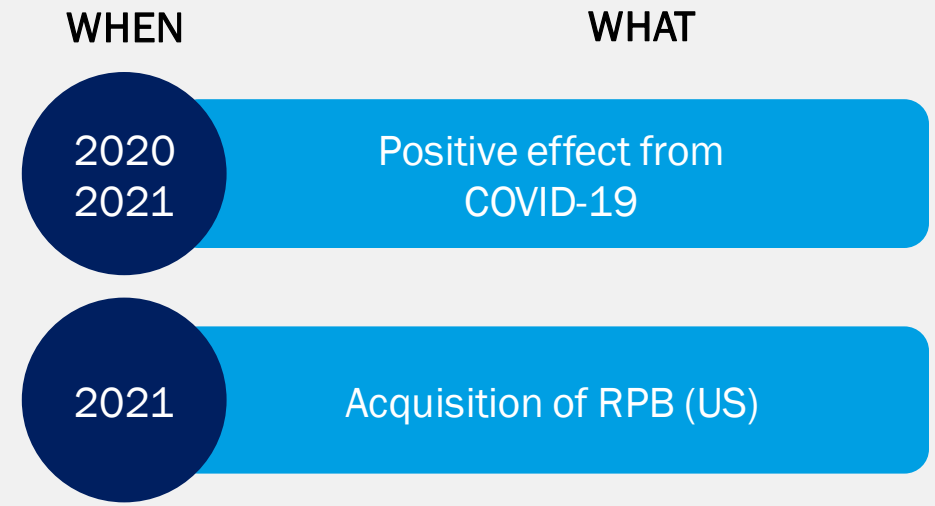 WHEN
WHAT
2020
2021
Positive effect from
COVID-19
2021
Acquisition of RPB (US)